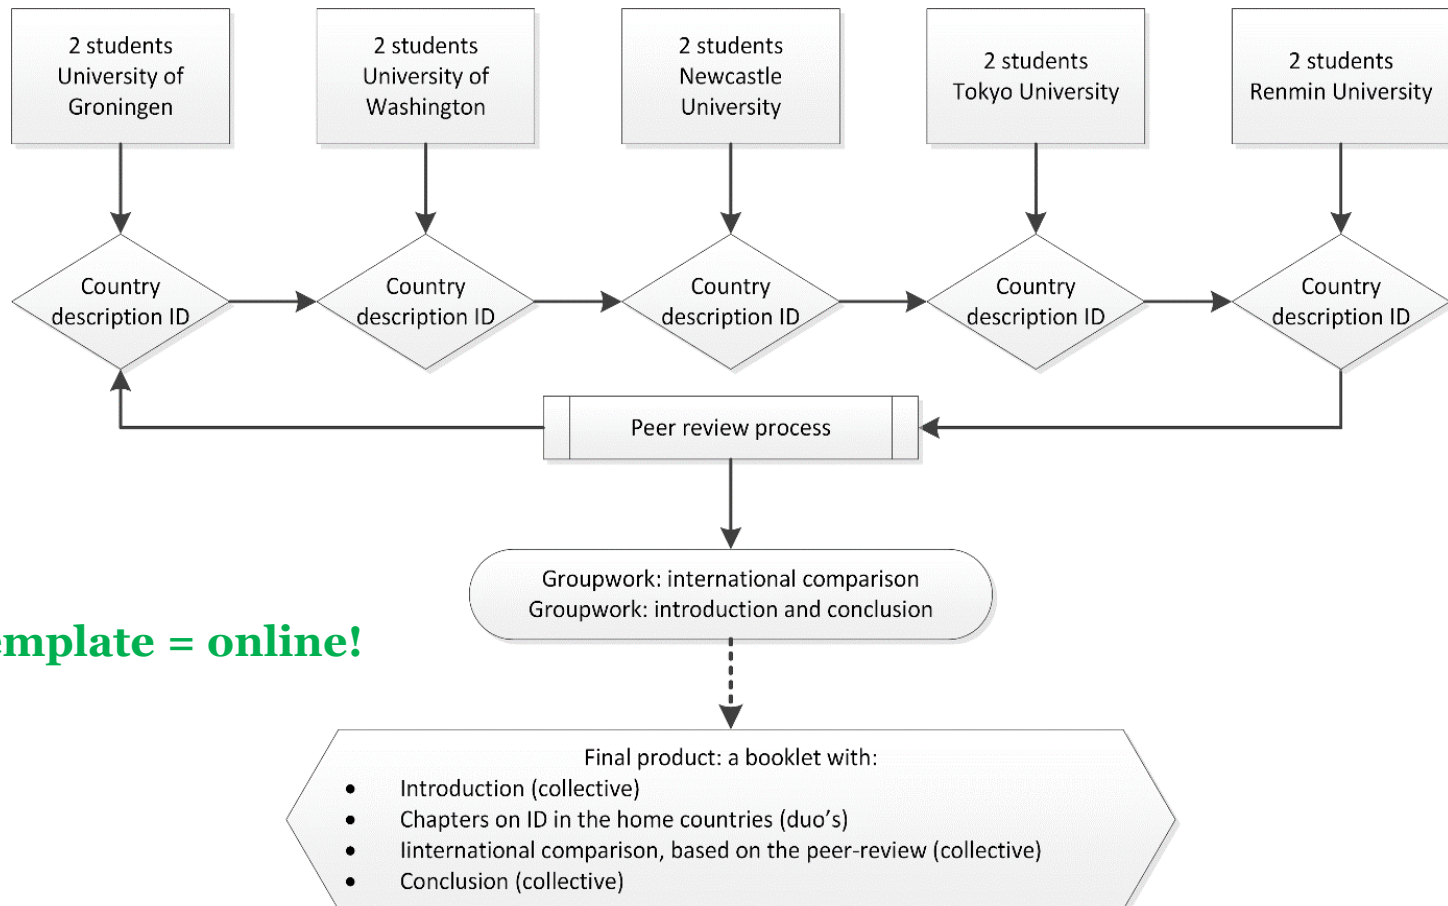 2 students
University of
Groningen
2 students
University of
Washington
2 students
Newcastle
University
2 students
Tokyo University
2 students
Renmin University
Country
description ID
Country
description ID
Country
description ID
Country
description ID
Country
description ID
Peer review process
Groupwork: international comparison
Groupwork: introduction and conclusion
emplate = online!
Final product: a booklet with:
• Introduction (collective)
• Chapters on ID in the home countries (duo's)
• Iinternational comparison, based on the peer-review (collective)
• Conclusion (collective)